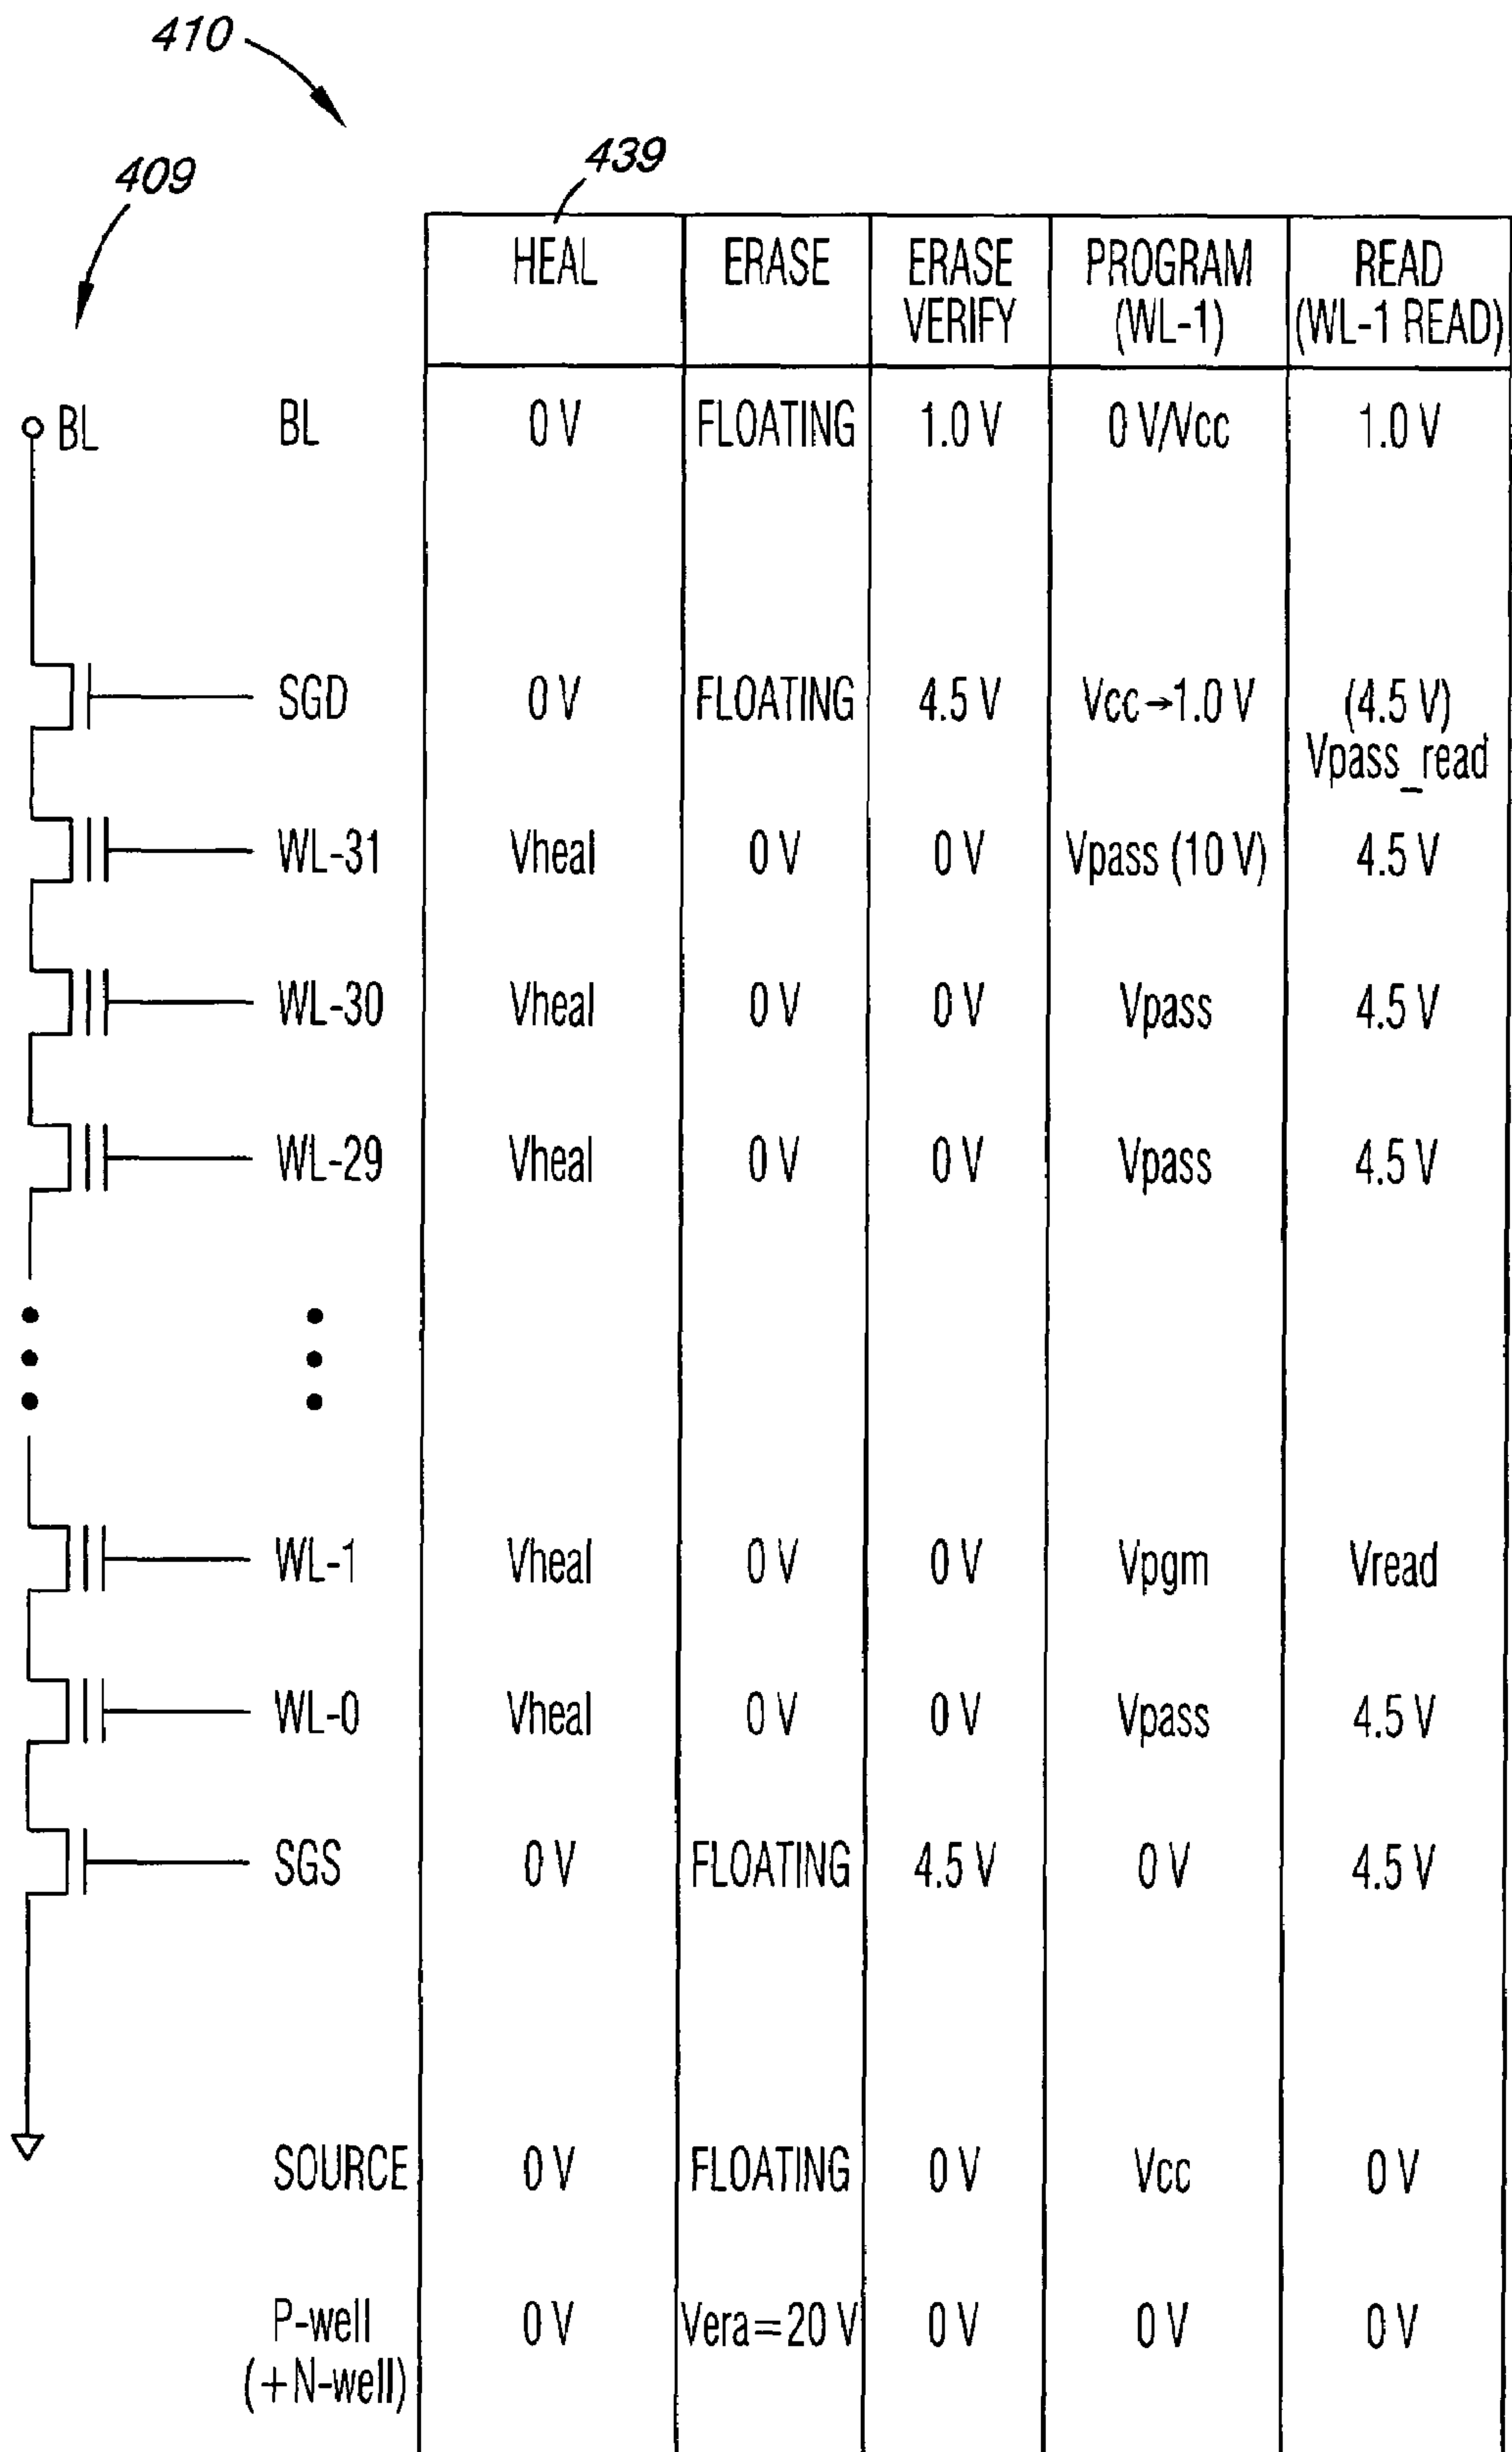 410
409
439
HEAL ERASE ERASE VERIFY PROGRAM (WL-1) READ (WL-1 READ)
BL BL 0 V FLOATING 1.0 V 0 V/Vcc 1.0 V
SGD 0 V FLOATING 4.5 V Vcc→1.0 V (4.5 V) Vpass_read
WL-31 Vheal 0 V 0 V Vpass (10 V) 4.5 V
WL-30 Vheal 0 V 0 V Vpass 4.5 V
WL-29 Vheal 0 V 0 V Vpass 4.5 V
WL-1 Vheal 0 V 0 V Vpgm Vread
WL-0 Vheal 0 V 0 V Vpass 4.5 V
SGS 0 V FLOATING 4.5 V 0 V 4.5 V
SOURCE 0 V FLOATING 0 V Vcc 0 V
P-well (+N-well) 0 V Vera=20 V 0 V 0 V 0 V